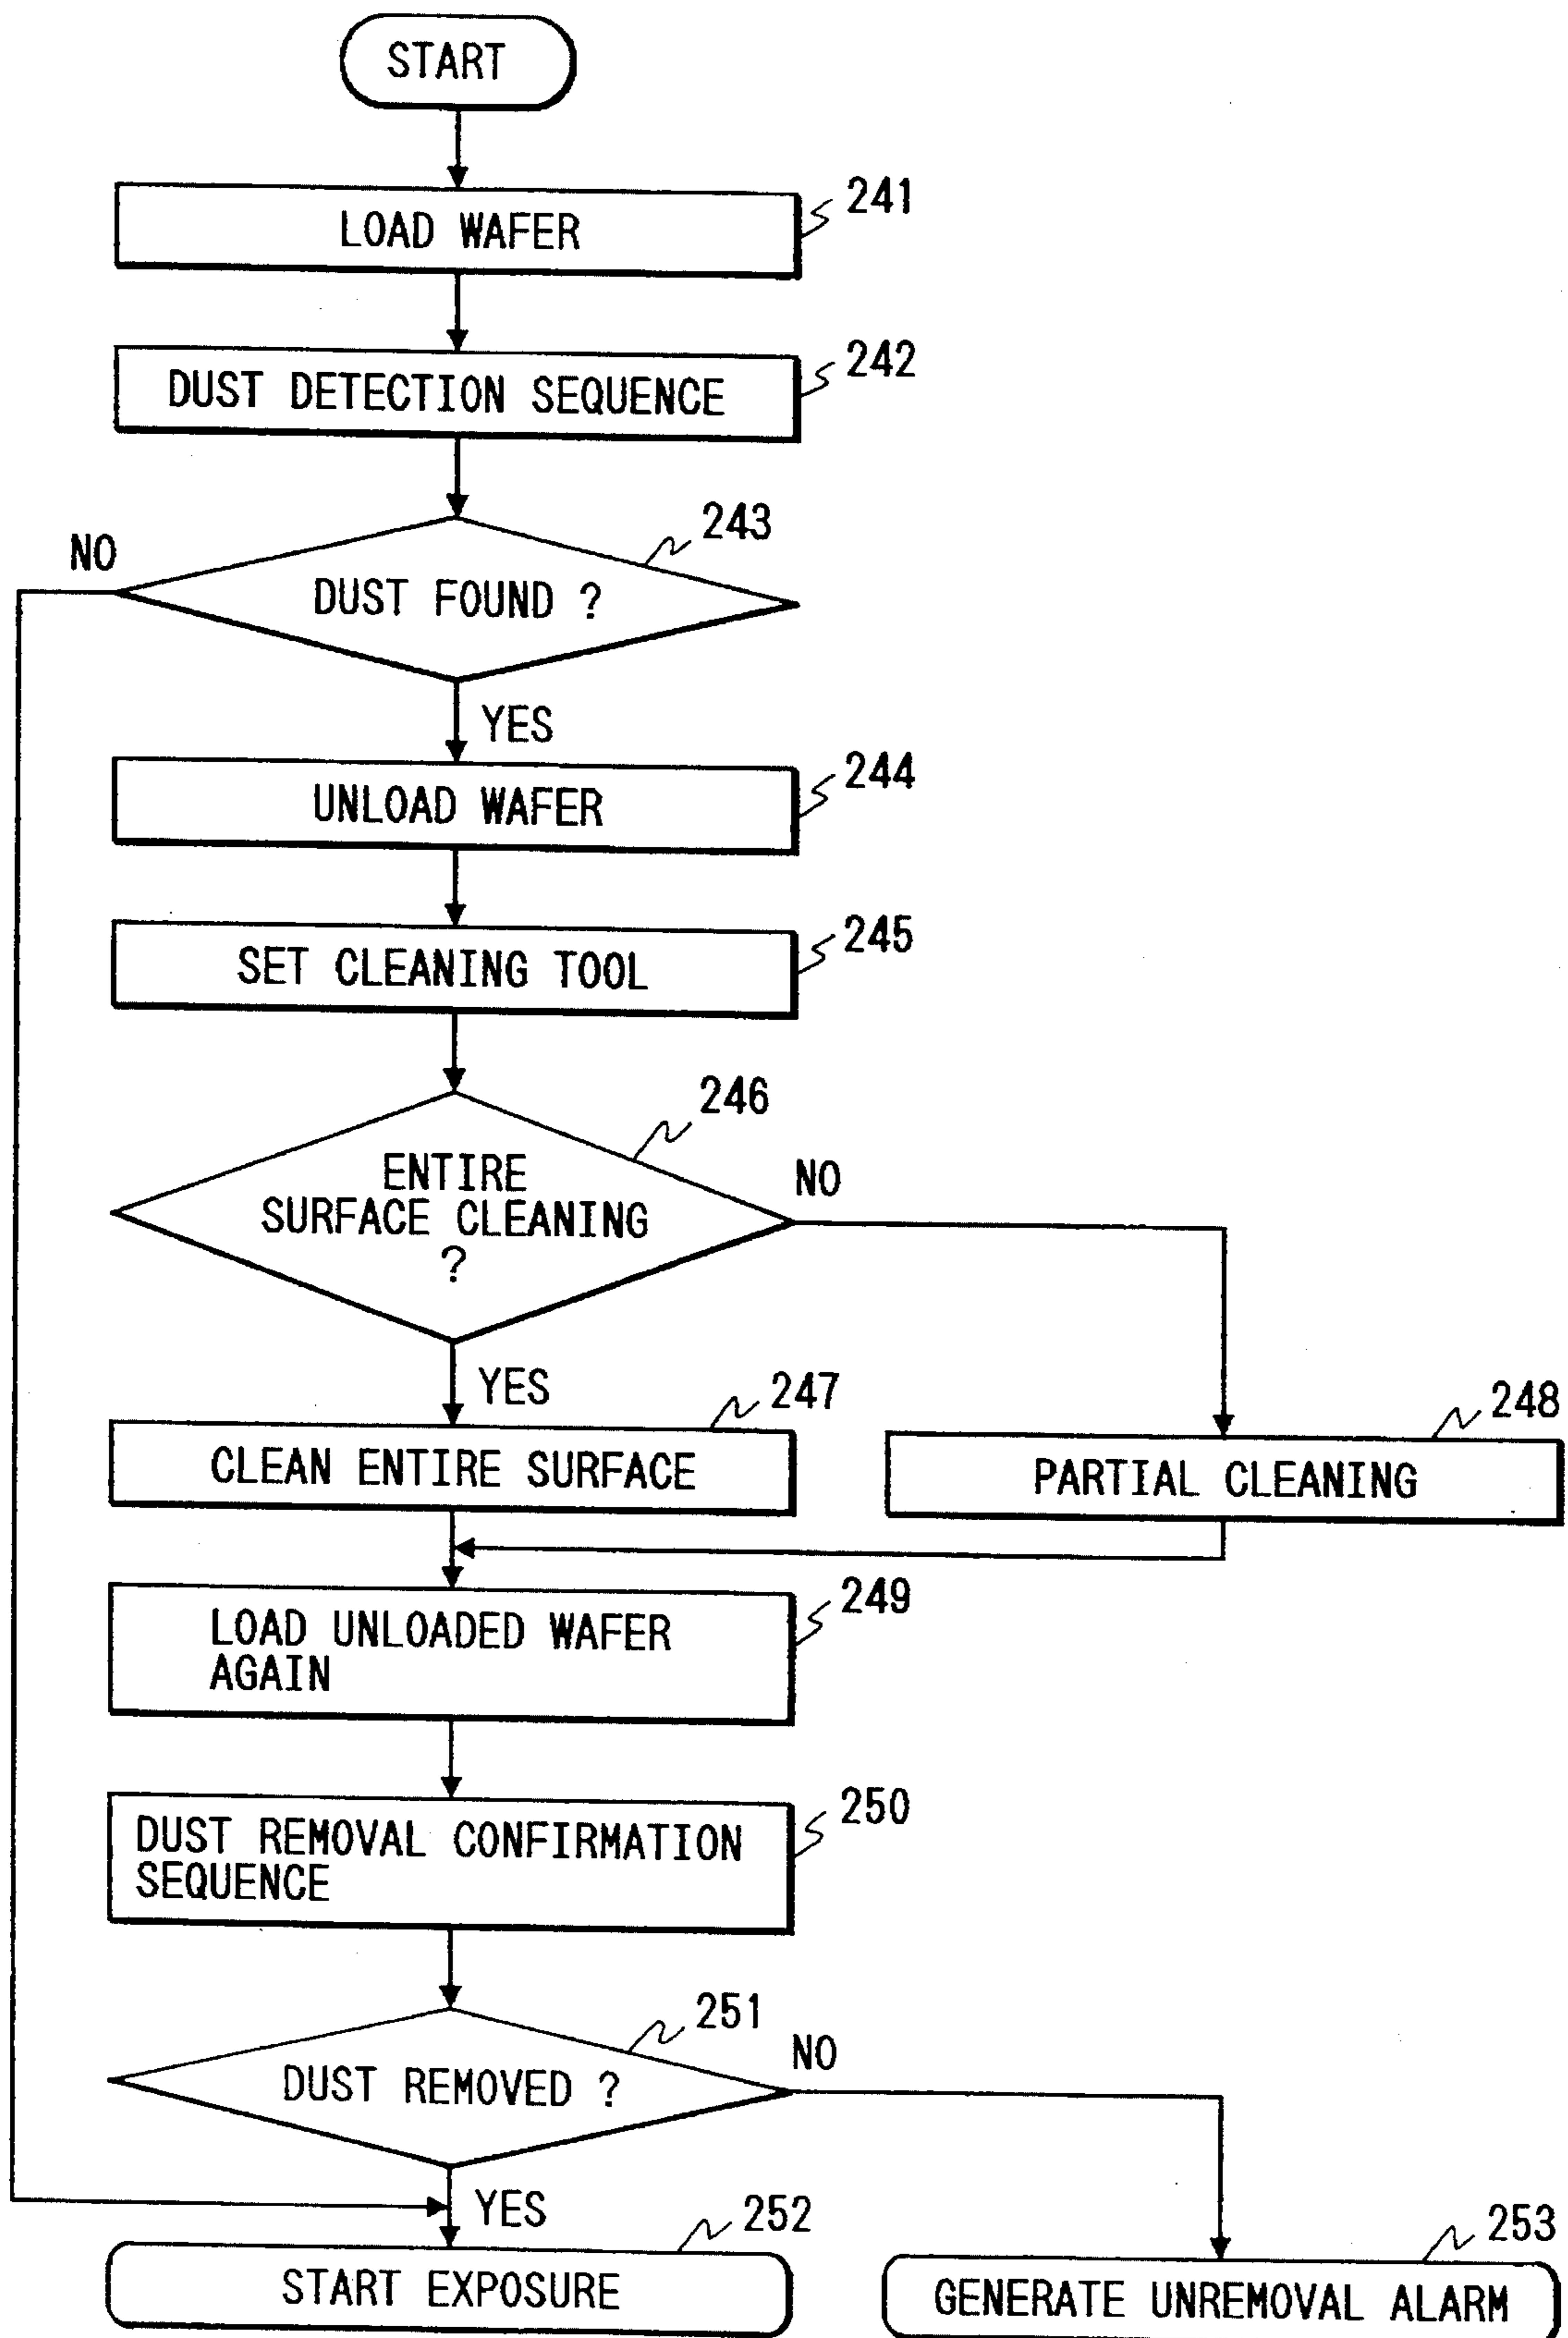 START
LOAD WAFER
241
DUST DETECTION SEQUENCE
242
243
NO
DUST FOUND ?
YES
UNLOAD WAFER
244
SET CLEANING TOOL
245
246
ENTIRE
SURFACE CLEANING
?
NO
YES
247
CLEAN ENTIRE SURFACE
248
PARTIAL CLEANING
LOAD UNLOADED WAFER
AGAIN
249
DUST REMOVAL CONFIRMATION
SEQUENCE
250
251
DUST REMOVED ?
NO
YES
252
START EXPOSURE
253
GENERATE UNREMOVAL ALARM